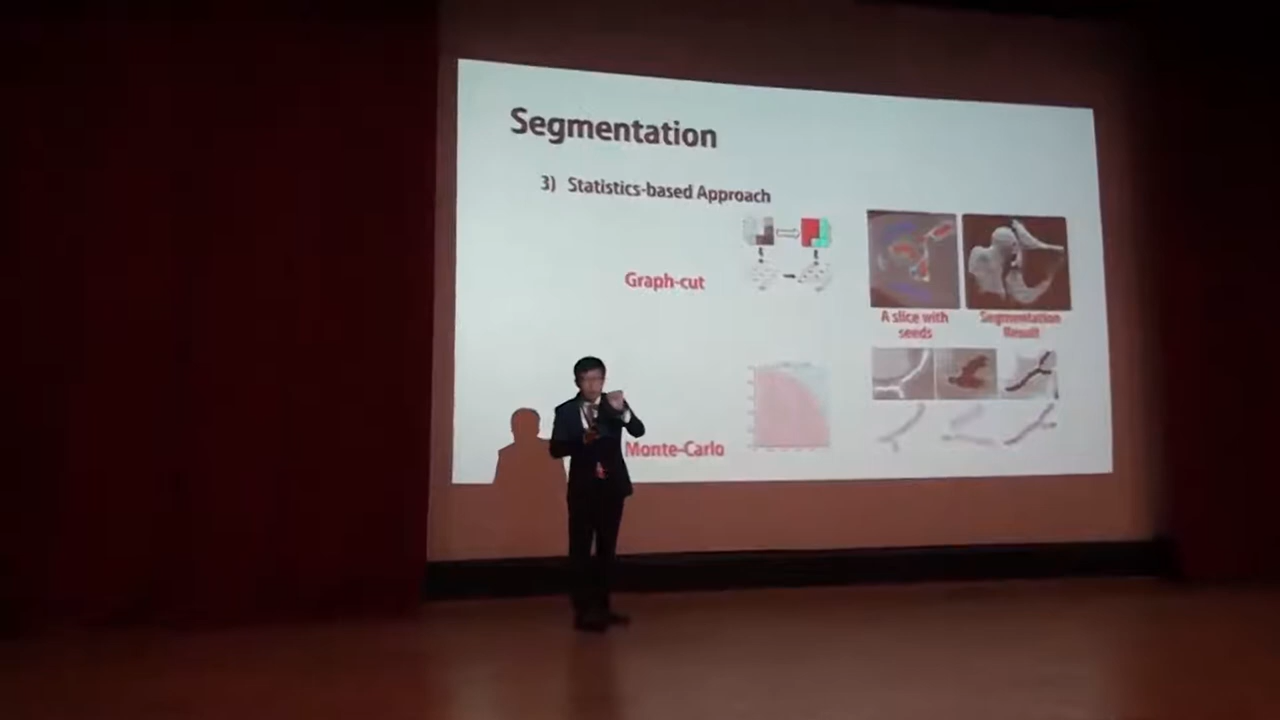 Segmentation
3) Statistics-based Approach
Graph-cut
A slice with
seeds
Segmentation
Result
Monte-Carlo